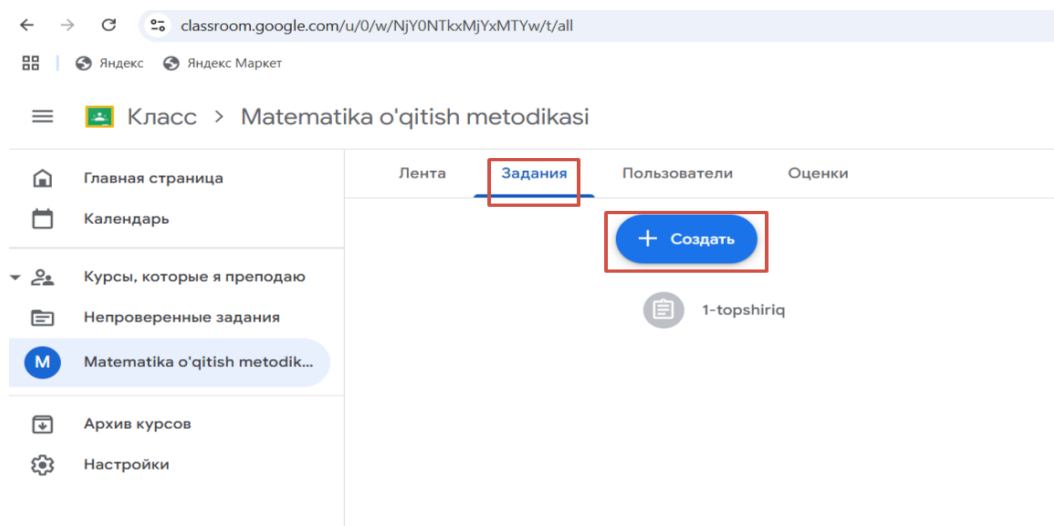 classroom.google.com/u/0/w/NjY0NTkxMjYxMTYw/t/all
Яндекс Яндекс Маркет
Класс > Matematika o'qitish metodikasi
Главная страница
Календарь
Курсы, которые я преподаю
Непроверенные задания
M Matematika o'qitish metodik...
Архив курсов
Настройки
Лента Задания Пользователи Оценки
+ Создать
1-topshiriq